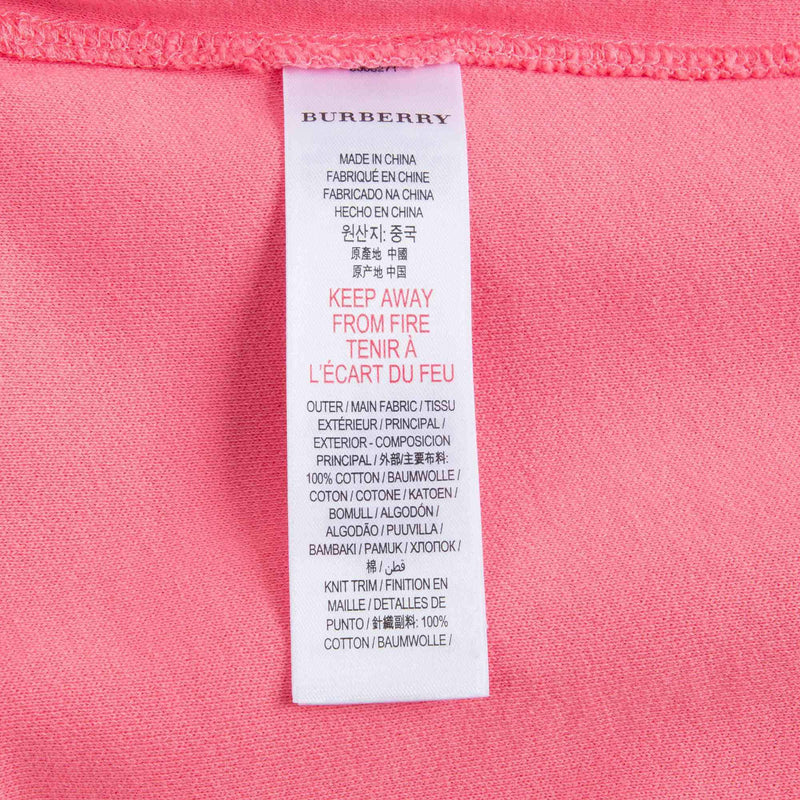 BURBERRY
MADE IN CHINA
FABRIQUÉ EN CHINE
FABRICADO NA CHINA
HECHO EN CHINA
원산지: 중국
原產地 中國
原产地 中国
KEEP AWAY
FROM FIRE
TENIR À
L'ÉCART DU FEU
OUTER / MAIN FABRIC / TISSU
EXTÉRIEUR / PRINCIPAL /
EXTERIOR - COMPOSICION
PRINCIPAL / 外部/主要布料:
100% COTTON / BAUMWOLLE /
COTON / COTONE / KATOEN /
BOMULL / ALGODÓN /
ALGODÃO / PUUVILLA /
BAMBAKI / PAMUK / ХЛОПОК /
棉 / قطن /
KNIT TRIM / FINITION EN
MAILLE / DETALLES DE
PUNTO / 針織副料: 100%
COTTON / BAUMWOLLE /